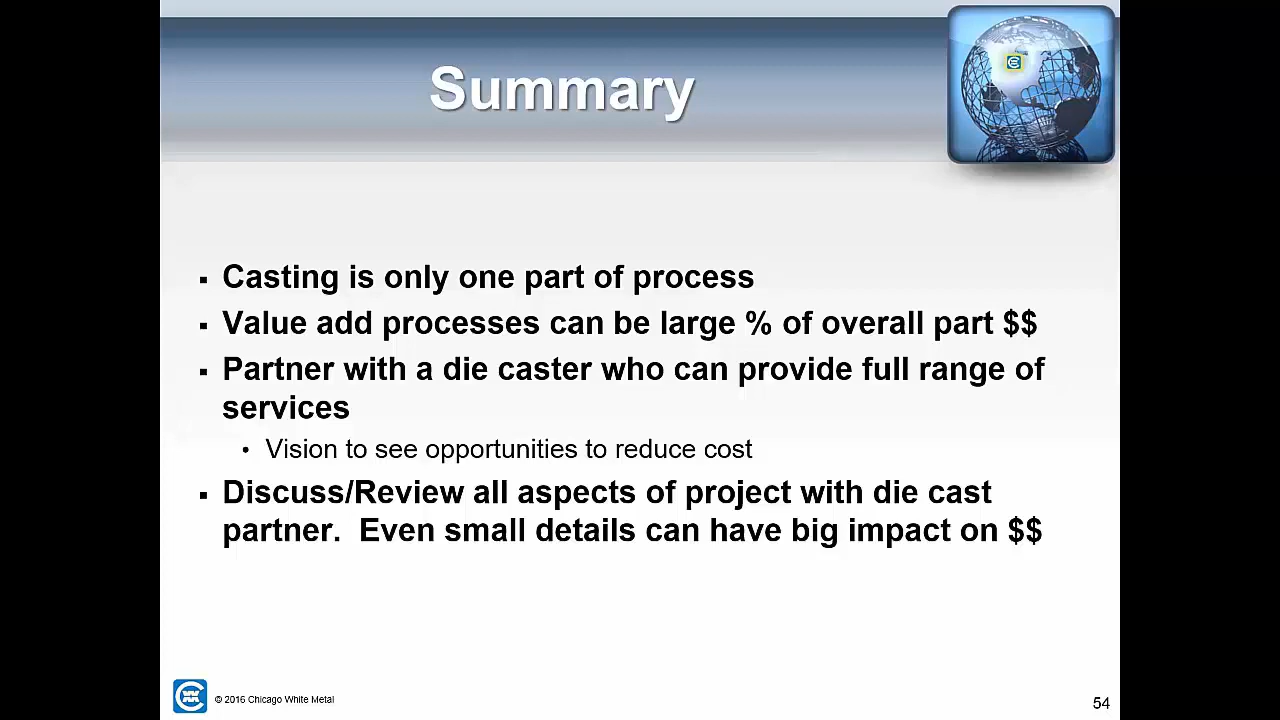 Summary
▪ Casting is only one part of process
▪ Value add processes can be large % of overall part $$
▪ Partner with a die caster who can provide full range of
services
• Vision to see opportunities to reduce cost
▪ Discuss/Review all aspects of project with die cast
partner.  Even small details can have big impact on $$
© 2016 Chicago White Metal
54